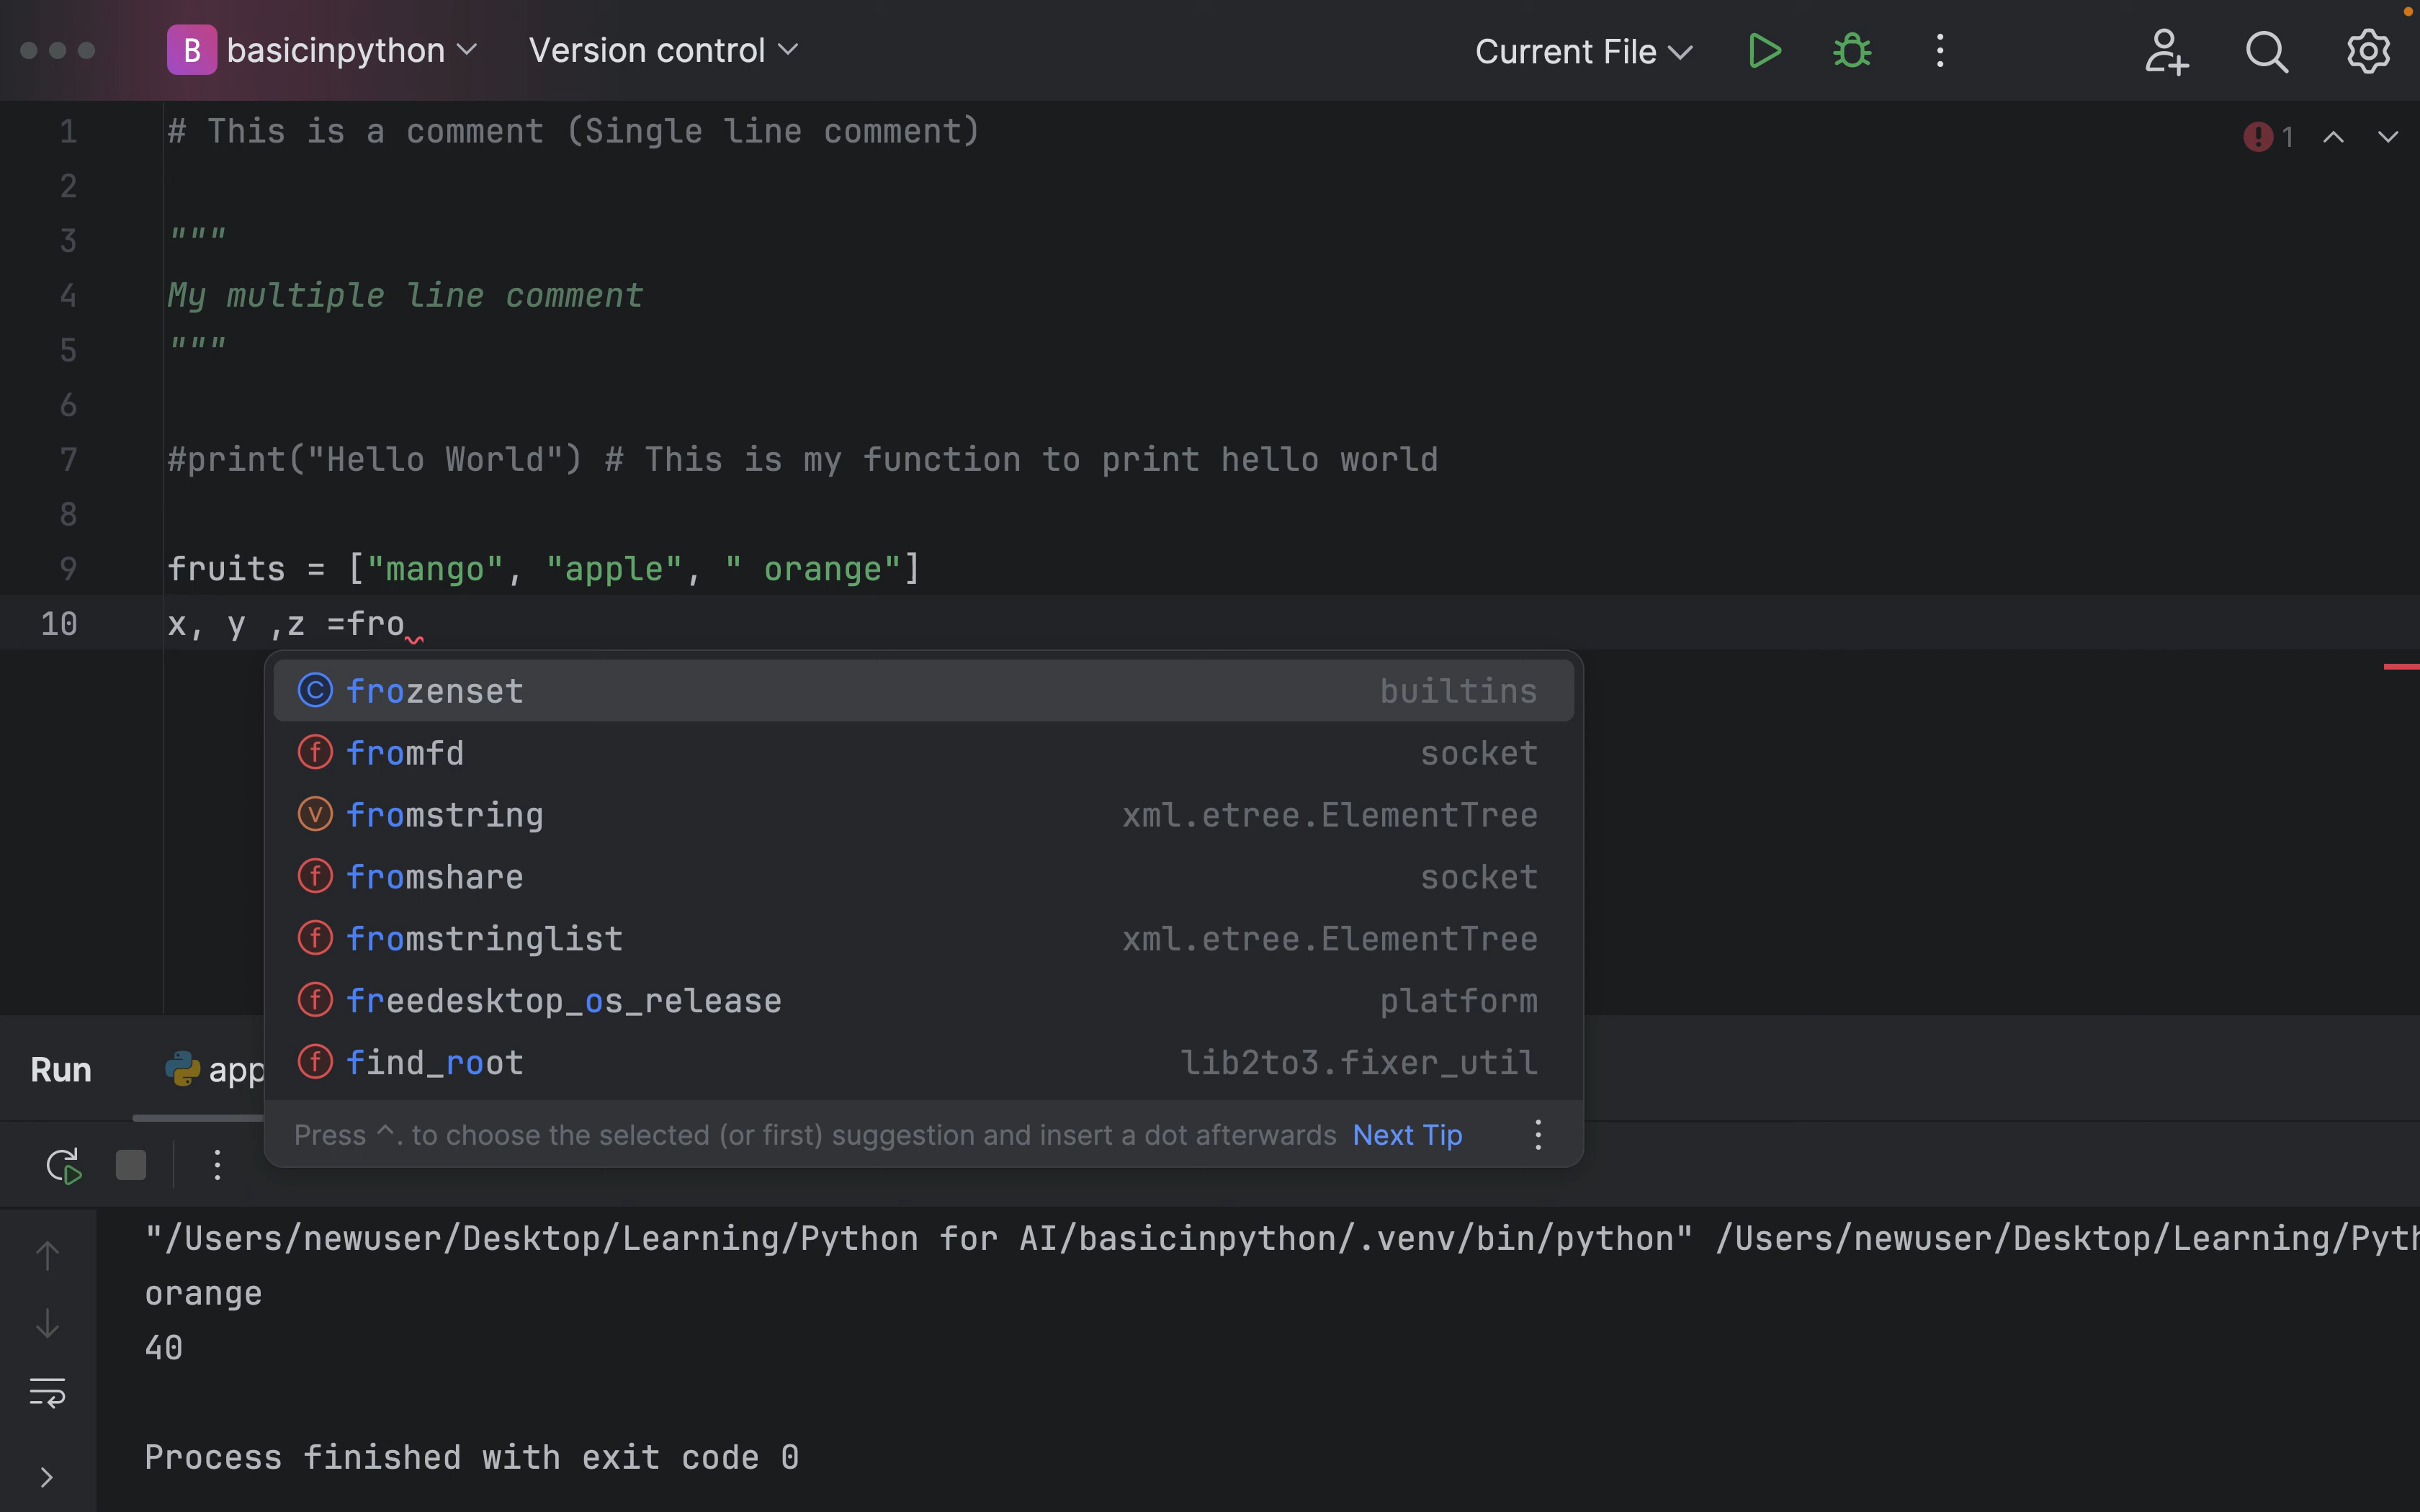 B basicinpython Version control Current File
1 # This is a comment (Single line comment) 1
2
3 """
4 My multiple line comment
5 """
6
7 #print("Hello World") # This is my function to print hello world
8
9 fruits = ["mango", "apple", " orange"]
10 x, y ,z =fro
C frozenset builtins
f fromfd socket
V fromstring xml.etree.ElementTree
f fromshare socket
f fromstringlist xml.etree.ElementTree
f freedesktop_os_release platform
f find_root lib2to3.fixer_util
Press ^. to choose the selected (or first) suggestion and insert a dot afterwards Next Tip
Run app
"/Users/newuser/Desktop/Learning/Python for AI/basicinpython/.venv/bin/python" /Users/newuser/Desktop/Learning/Pyth
orange
40
Process finished with exit code 0